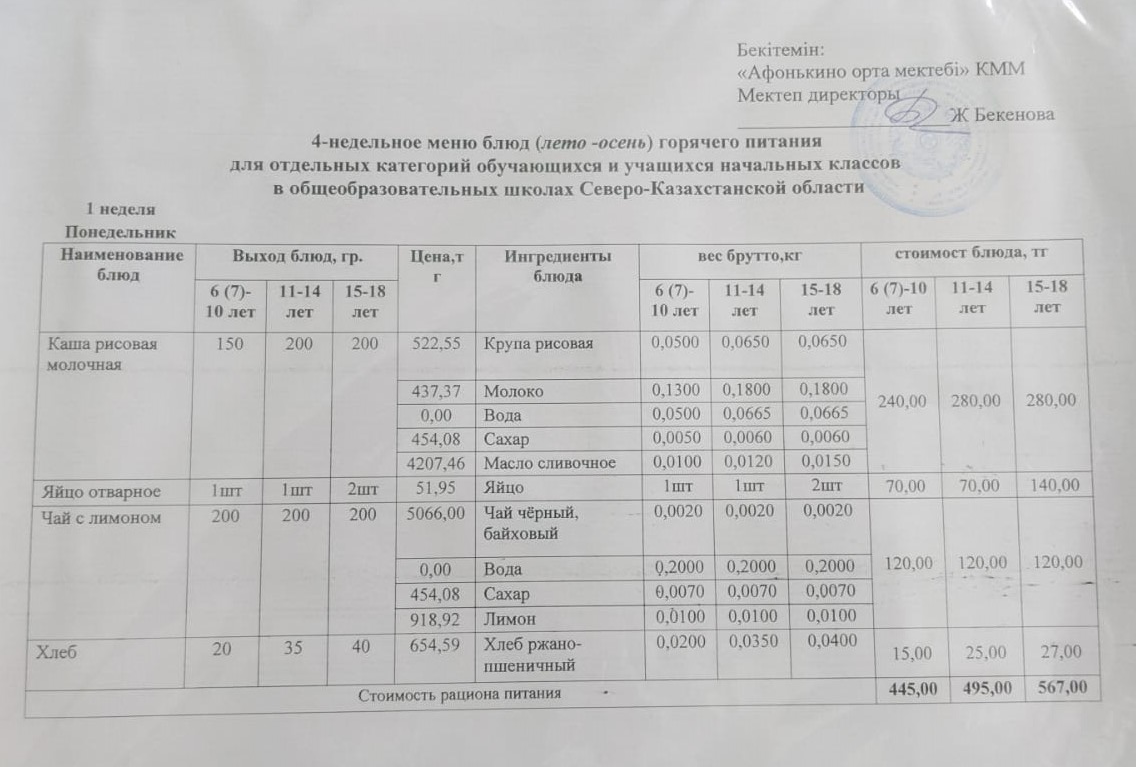 Бекітемін:
«Афонькино орта мектебі» КММ
Мектеп директоры
Ж Бекенова
4-недельное меню блюд (лето -осень) горячего питания
для отдельных категорий обучающихся и учащихся начальных классов
в общеобразовательных школах Северо-Казахстанской области
1 неделя
Понедельник
Наименование блюд Выход блюд, гр. Цена,т г Ингредиенты блюда вес брутто,кг стоимост блюда, тг
6 (7)-10 лет 11-14 лет 15-18 лет 6 (7)-10 лет 11-14 лет 15-18 лет 6 (7)-10 лет 11-14 лет 15-18 лет
Каша рисовая молочная 150 200 200 522,55 Крупа рисовая 0,0500 0,0650 0,0650
437,37 Молоко 0,1300 0,1800 0,1800 240,00 280,00 280,00
0,00 Вода 0,0500 0,0665 0,0665
454,08 Сахар 0,0050 0,0060 0,0060
4207,46 Масло сливочное 0,0100 0,0120 0,0150
Яйцо отварное 1шт 1шт 2шт 51,95 Яйцо 1шт 1шт 2шт 70,00 70,00 140,00
Чай с лимоном 200 200 200 5066,00 Чай чёрный, байховый 0,0020 0,0020 0,0020
0,00 Вода 0,2000 0,2000 0,2000 120,00 120,00 120,00
454,08 Сахар 0,0070 0,0070 0,0070
918,92 Лимон 0,0100 0,0100 0,0100
Хлеб 20 35 40 654,59 Хлеб ржано-пшеничный 0,0200 0,0350 0,0400 15,00 25,00 27,00
Стоимость рациона питания 445,00 495,00 567,00